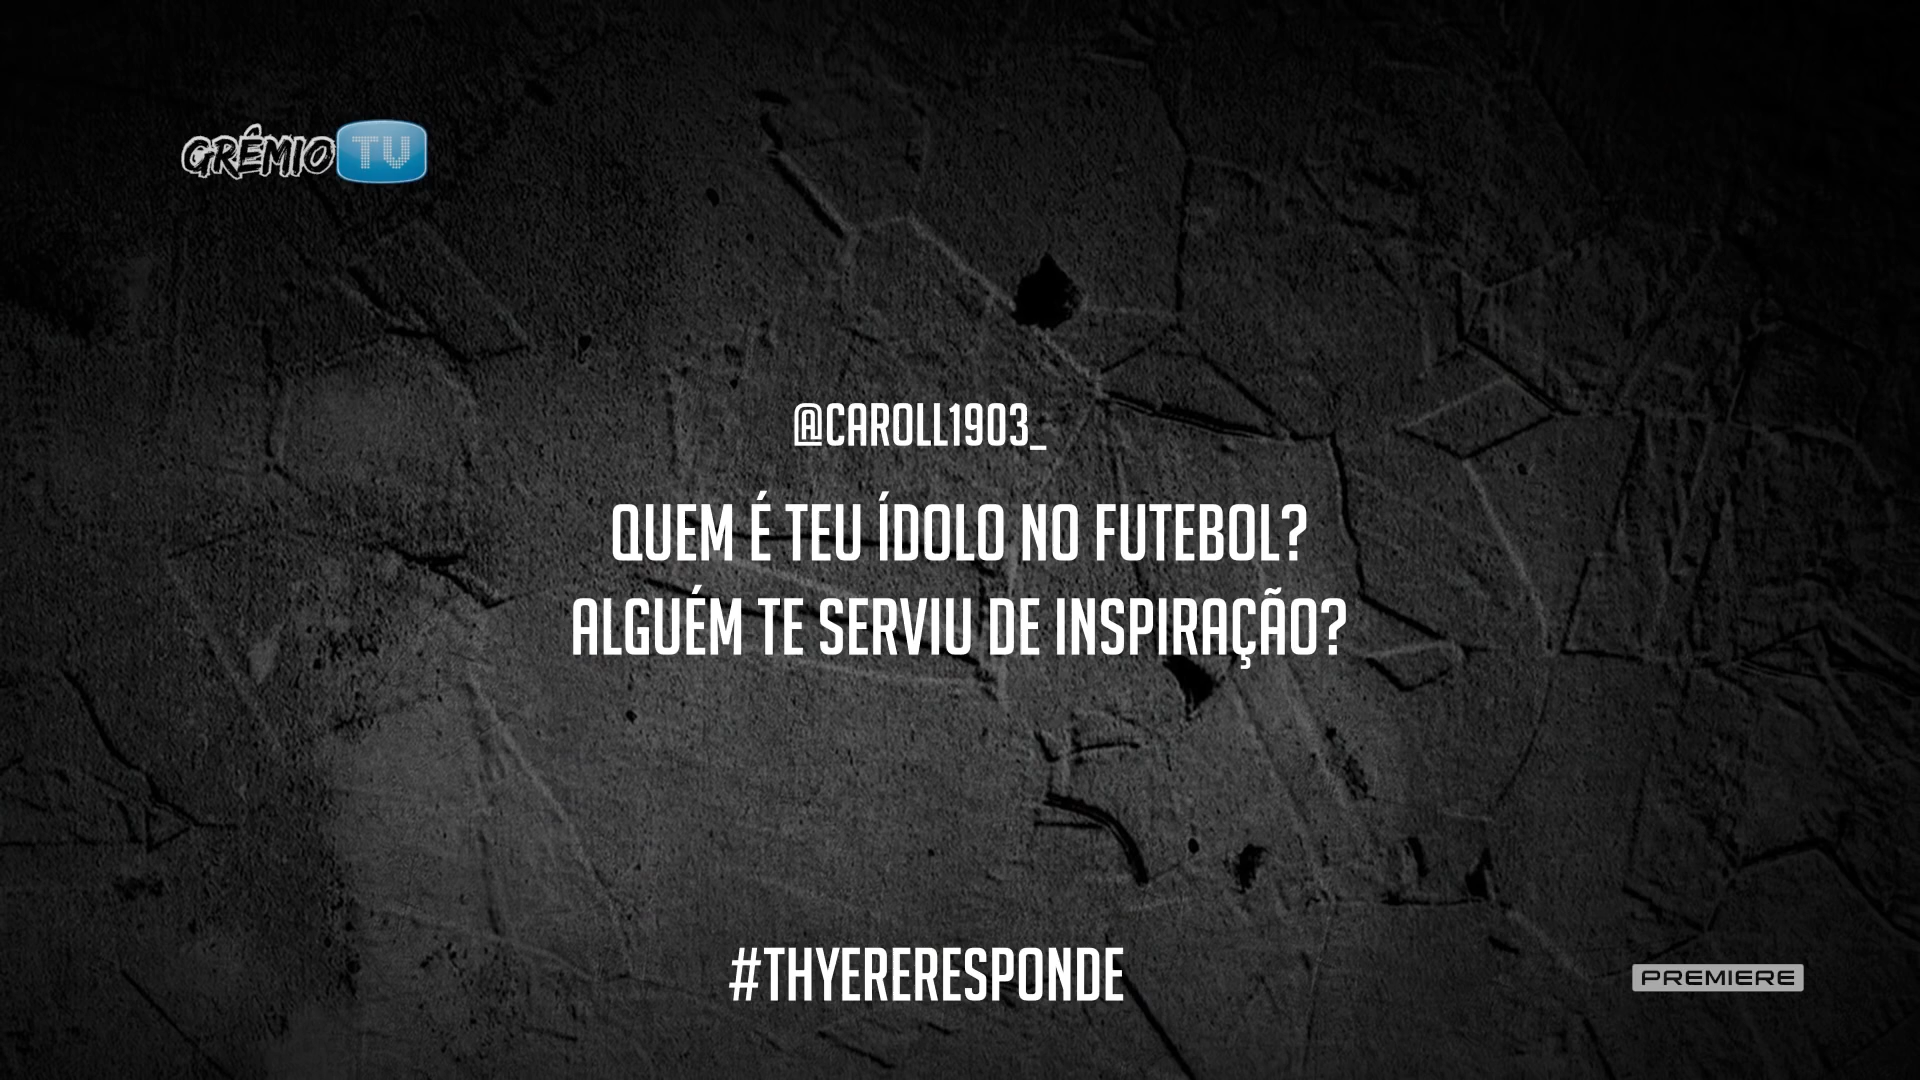 GRÊMIO TV
@CAROLL1903_
QUEM É TEU ÍDOLO NO FUTEBOL?
ALGUÉM TE SERVIU DE INSPIRAÇÃO?
#THYERERESPONDE
PREMIERE